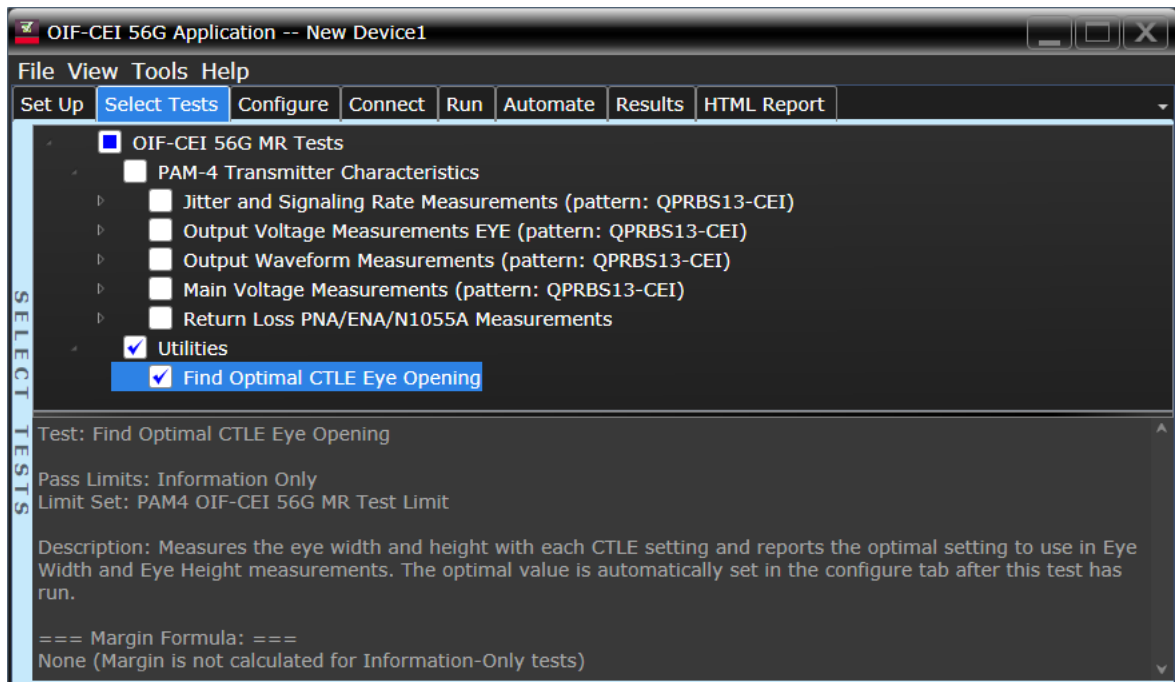 OIF-CEI 56G Application -- New Device1
File View Tools Help
Set Up Select Tests Configure Connect Run Automate Results HTML Report
OIF-CEI 56G MR Tests
PAM-4 Transmitter Characteristics
Jitter and Signaling Rate Measurements (pattern: QPRBS13-CEI)
Output Voltage Measurements EYE (pattern: QPRBS13-CEI)
Output Waveform Measurements (pattern: QPRBS13-CEI)
Main Voltage Measurements (pattern: QPRBS13-CEI)
Return Loss PNA/ENA/N1055A Measurements
Utilities
Find Optimal CTLE Eye Opening
SELECT TESTS
Test: Find Optimal CTLE Eye Opening
Pass Limits: Information Only
Limit Set: PAM4 OIF-CEI 56G MR Test Limit
Description: Measures the eye width and height with each CTLE setting and reports the optimal setting to use in Eye
Width and Eye Height measurements. The optimal value is automatically set in the configure tab after this test has
run.
=== Margin Formula: ===
None (Margin is not calculated for Information-Only tests)